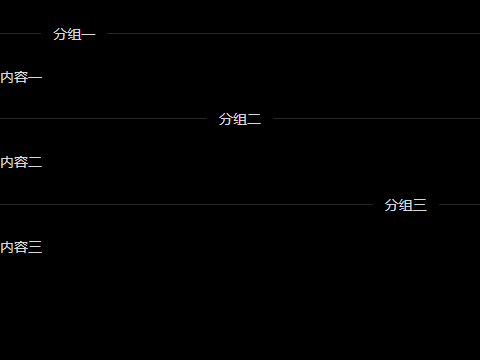 分组一
内容一
分组二
内容二
分组三
内容三